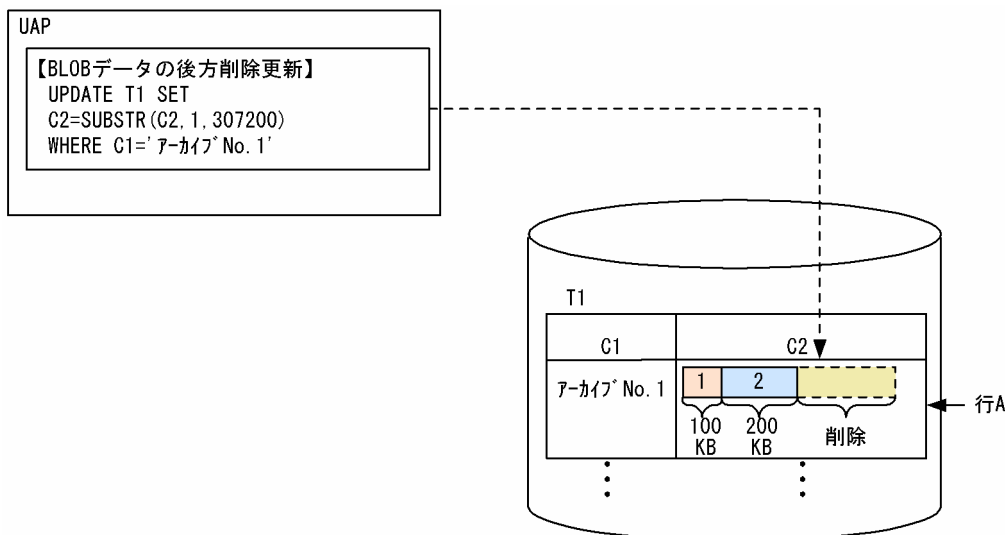 UAP
【BLOBデータの後方削除更新】
UPDATE T1 SET
C2=SUBSTR(C2,1,307200)
WHERE C1='ｱｰｶｲﾌﾞNo.1'
T1
C1
C2
ｱｰｶｲﾌﾞNo.1
1
2
100
KB
200
KB
削除
行A